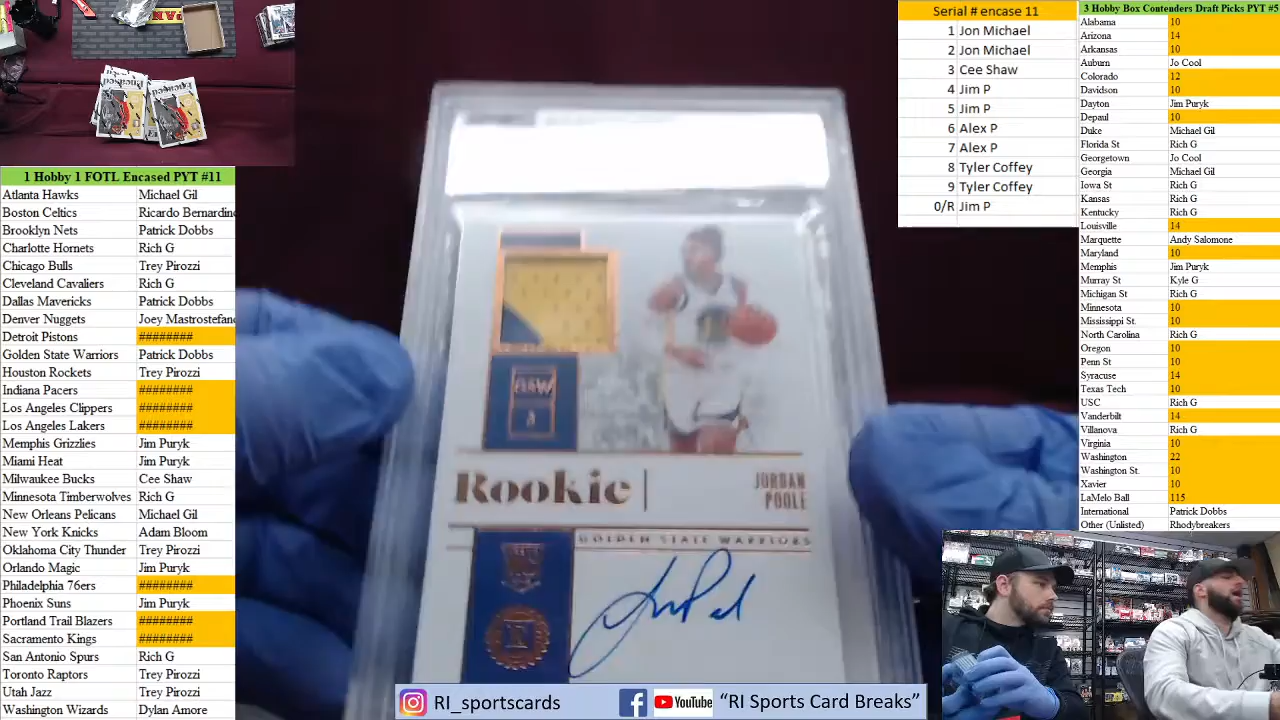 1 Hobby 1 FOTL Encased PYT #11
Atlanta Hawks Michael Gil
Boston Celtics Ricardo Bernardino
Brooklyn Nets Patrick Dobbs
Charlotte Hornets Rich G
Chicago Bulls Trey Pirozzi
Cleveland Cavaliers Rich G
Dallas Mavericks Patrick Dobbs
Denver Nuggets Joey Mastrostefano
Detroit Pistons ########
Golden State Warriors Patrick Dobbs
Houston Rockets Trey Pirozzi
Indiana Pacers ########
Los Angeles Clippers ########
Los Angeles Lakers ########
Memphis Grizzlies Jim Puryk
Miami Heat Jim Puryk
Milwaukee Bucks Cee Shaw
Minnesota Timberwolves Rich G
New Orleans Pelicans Michael Gil
New York Knicks Adam Bloom
Oklahoma City Thunder Trey Pirozzi
Orlando Magic Jim Puryk
Philadelphia 76ers ########
Phoenix Suns Jim Puryk
Portland Trail Blazers ########
Sacramento Kings ########
San Antonio Spurs Rich G
Toronto Raptors Trey Pirozzi
Utah Jazz Trey Pirozzi
Washington Wizards Dylan Amore
Rookie
JORDAN
POOLE
GOLDEN STATE WARRIORS
RI_sportscards YouTube "RI Sports Card Breaks"
Serial # encase 11
1 Jon Michael
2 Jon Michael
3 Cee Shaw
4 Jim P
5 Jim P
6 Alex P
7 Alex P
8 Tyler Coffey
9 Tyler Coffey
0/R Jim P
3 Hobby Box Contenders Draft Picks PYT #5
Alabama 10
Arizona 14
Arkansas 10
Auburn Jo Cool
Colorado 12
Davidson 10
Dayton Jim Puryk
Depaul 10
Duke Michael Gil
Florida St Rich G
Georgetown Jo Cool
Georgia Michael Gil
Iowa St Rich G
Kansas Rich G
Kentucky Rich G
Louisville 14
Marquette Andy Salomone
Maryland 10
Memphis Jim Puryk
Murray St Kyle G
Michigan St Rich G
Minnesota 10
Mississipi St. 10
North Carolina Rich G
Oregon 10
Penn St 10
Syracuse 14
Texas Tech 10
USC Rich G
Vanderbilt 14
Villanova Rich G
Virginia 10
Washington 22
Washington St. 10
Xavier 10
LaMelo Ball 115
International Patrick Dobbs
Other (Unlisted) Rhodybreakers